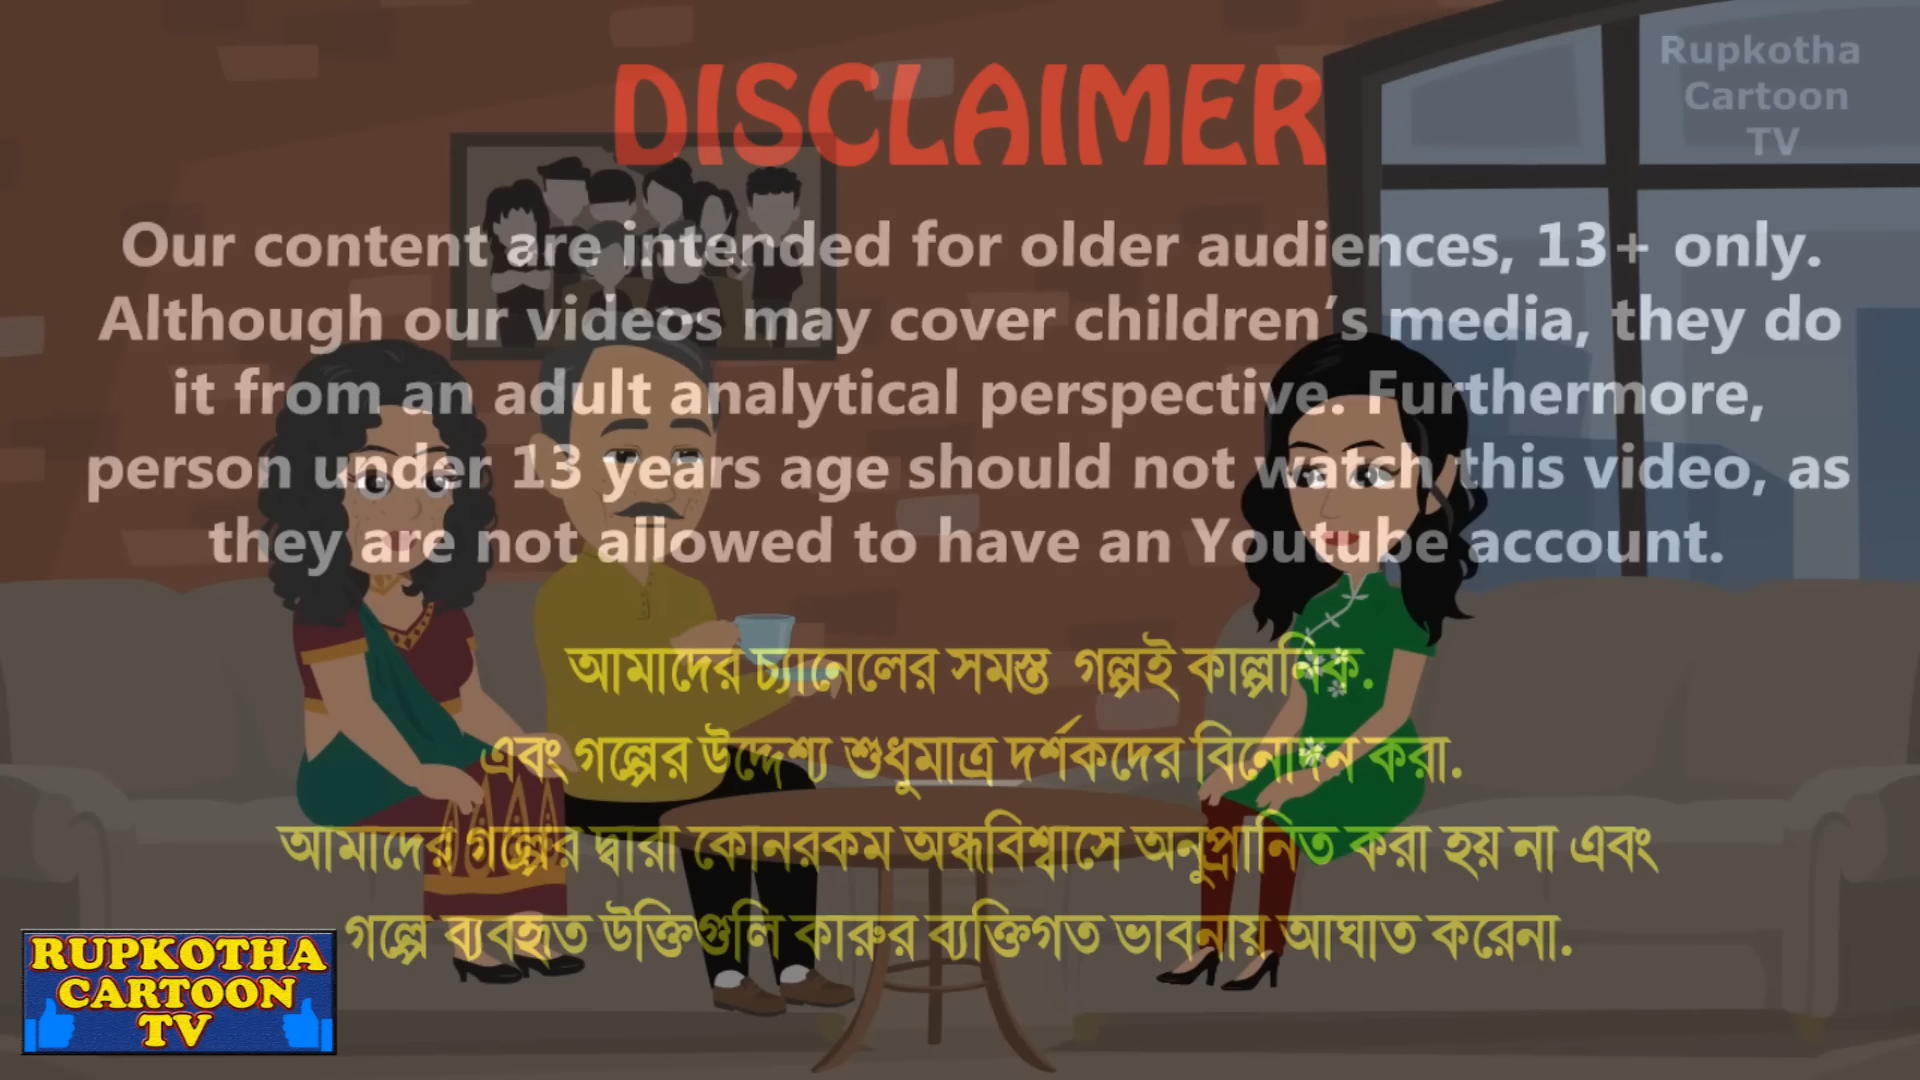 Rupkotha
Cartoon
TV
DISCLAIMER
Our content are intended for older audiences, 13+ only.
Although our videos may cover children’s media, they do
it from an adult analytical perspective. Furthermore,
person under 13 years age should not watch this video, as
they are not allowed to have an Youtube account.
আমাদের চ্যানেলের সমস্ত গল্পই কাল্পনিক.
এবং গল্পের উদ্দেশ্য শুধুমাত্র দর্শকদের বিনোদন করা.
আমাদের গল্পের দ্বারা কোনরকম অন্ধবিশ্বাসে অনুপ্রানিত করা হয় না এবং
গল্পে ব্যবহৃত উক্তিগুলি কারুর ব্যক্তিগত ভাবনায় আঘাত করেনা.
RUPKOTHA
CARTOON
TV